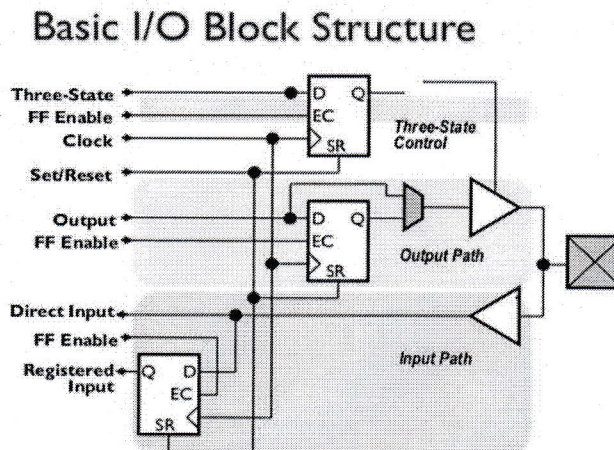 Basic I/O Block Structure
Three-State
FF Enable
Clock
Set/Reset
D Q
EC
SR
Three-State
Control
Output
FF Enable
D Q
EC
SR
Output Path
Direct Input
FF Enable
Registered
Input
Q D
EC
SR
Input Path